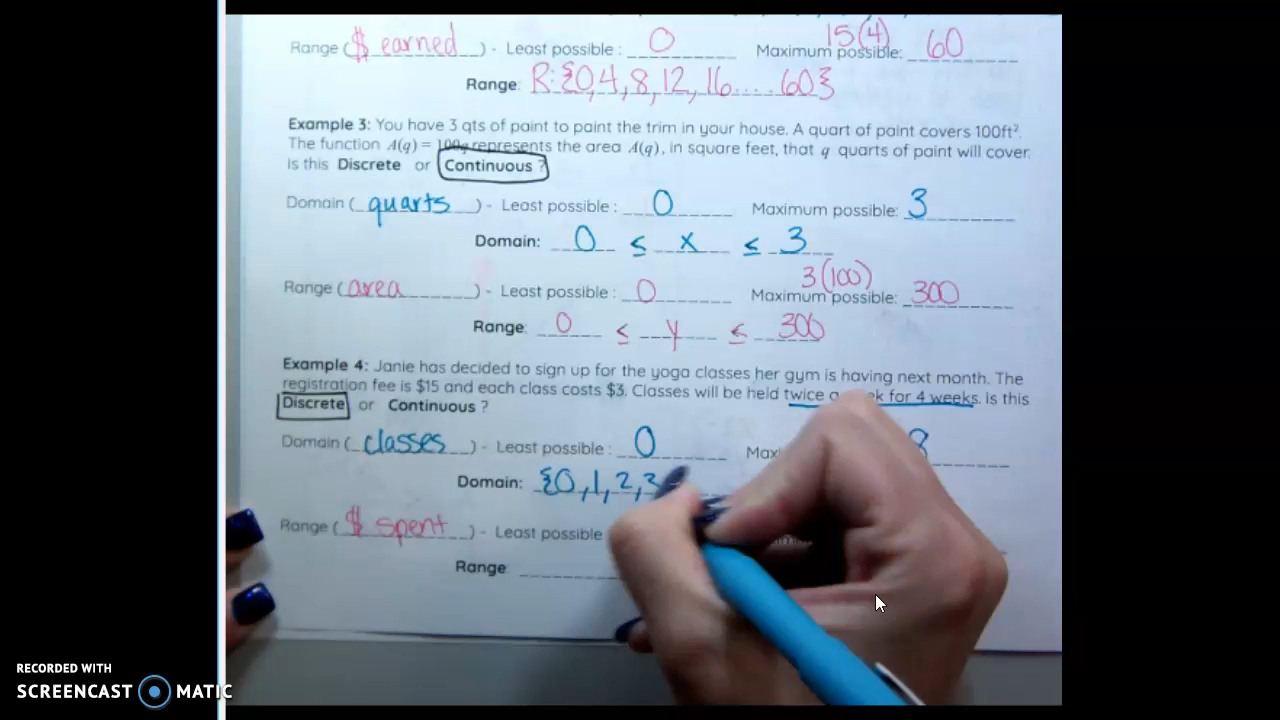 15(4)
Range ($ earned) - Least possible : 0 Maximum possible: 60
Range: R:{0,4,8,12,16....60}
Example 3: You have 3 qts of paint to paint the trim in your house. A quart of paint covers 100ft².
The function A(q) = 100q represents the area A(q), in square feet, that q quarts of paint will cover.
Is this Discrete or Continuous ?
Domain (quarts) - Least possible : 0 Maximum possible: 3
Domain: 0 ≤ x ≤ 3
3(100)
Range (area) - Least possible : 0 Maximum possible: 300
Range: 0 ≤ y ≤ 300
Example 4: Janie has decided to sign up for the yoga classes her gym is having next month. The
registration fee is $15 and each class costs $3. Classes will be held twice for 4 weeks. Is this
Discrete or Continuous ?
Domain (classes) - Least possible : 0 8
Domain: {0,1,2,3
Range ($ spent) - Least possible
Range:
RECORDED WITH
SCREENCAST MATIC